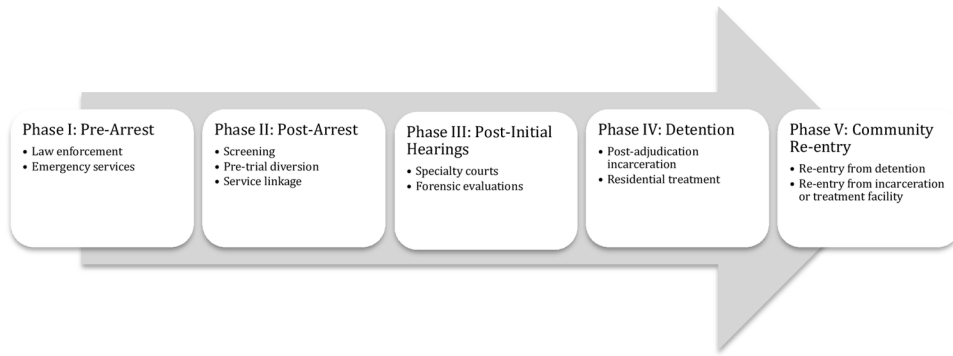 Phase I: Pre-Arrest
• Law enforcement
• Emergency services
Phase II: Post-Arrest
• Screening
• Pre-trial diversion
• Service linkage
Phase III: Post-Initial
Hearings
• Specialty courts
• Forensic evaluations
Phase IV: Detention
• Post-adjudication
incarceration
• Residential treatment
Phase V: Community
Re-entry
• Re-entry from detention
• Re-entry from incarceration
or treatment facility